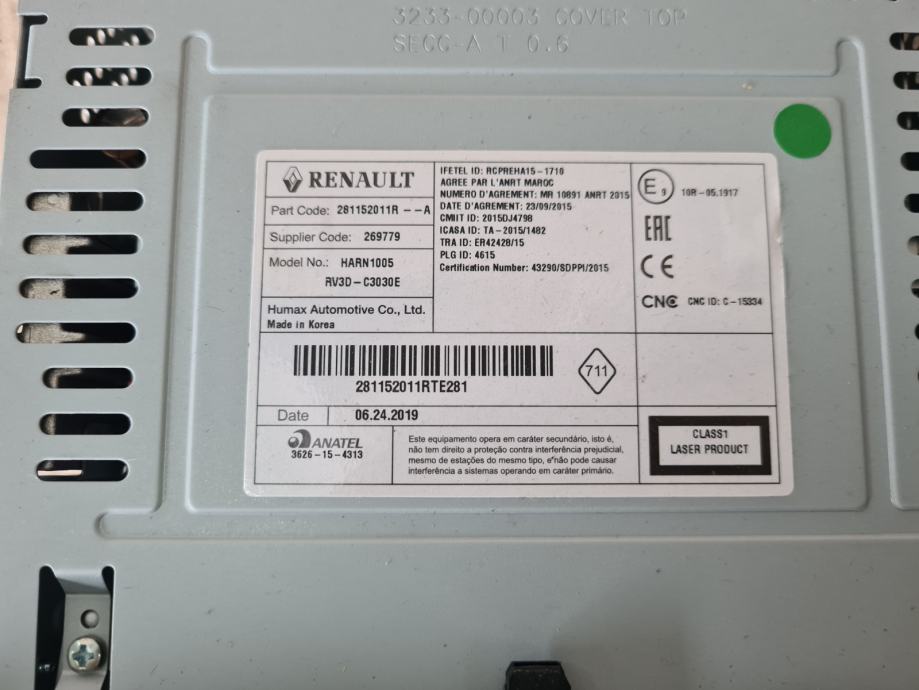 3233-00003 COVER TOP
SECC-A T 0.6
RENAULT
Part Code: 281152011R --A
Supplier Code: 269779
Model No.: HARN1005
RV3D-C3030E
Humax Automotive Co., Ltd.
Made in Korea
IFETEL ID: RCPREHA15-1710
AGREE PAR L'ANRT MAROC
NUMERO D'AGREMENT: MR 10891 ANRT 2015
DATE D'AGREMENT: 23/09/2015
CMIIT ID: 2015DJ4798
ICASA ID: TA-2015/1482
TRA ID: ER42428/15
PLG ID: 4615
Certification Number: 43290/SDPPI/2015
E 9 10R-05.1917
EAC
CE
CNC CNC ID: C-15334
281152011RTE281
711
Date 06.24.2019
ANATEL
3626-15-4313
Este equipamento opera em caráter secundário, isto é,
não tem direito a proteção contra interferência prejudicial,
mesmo de estações do mesmo tipo, e não pode causar
interferência a sistemas operando em caráter primário.
CLASS1
LASER PRODUCT